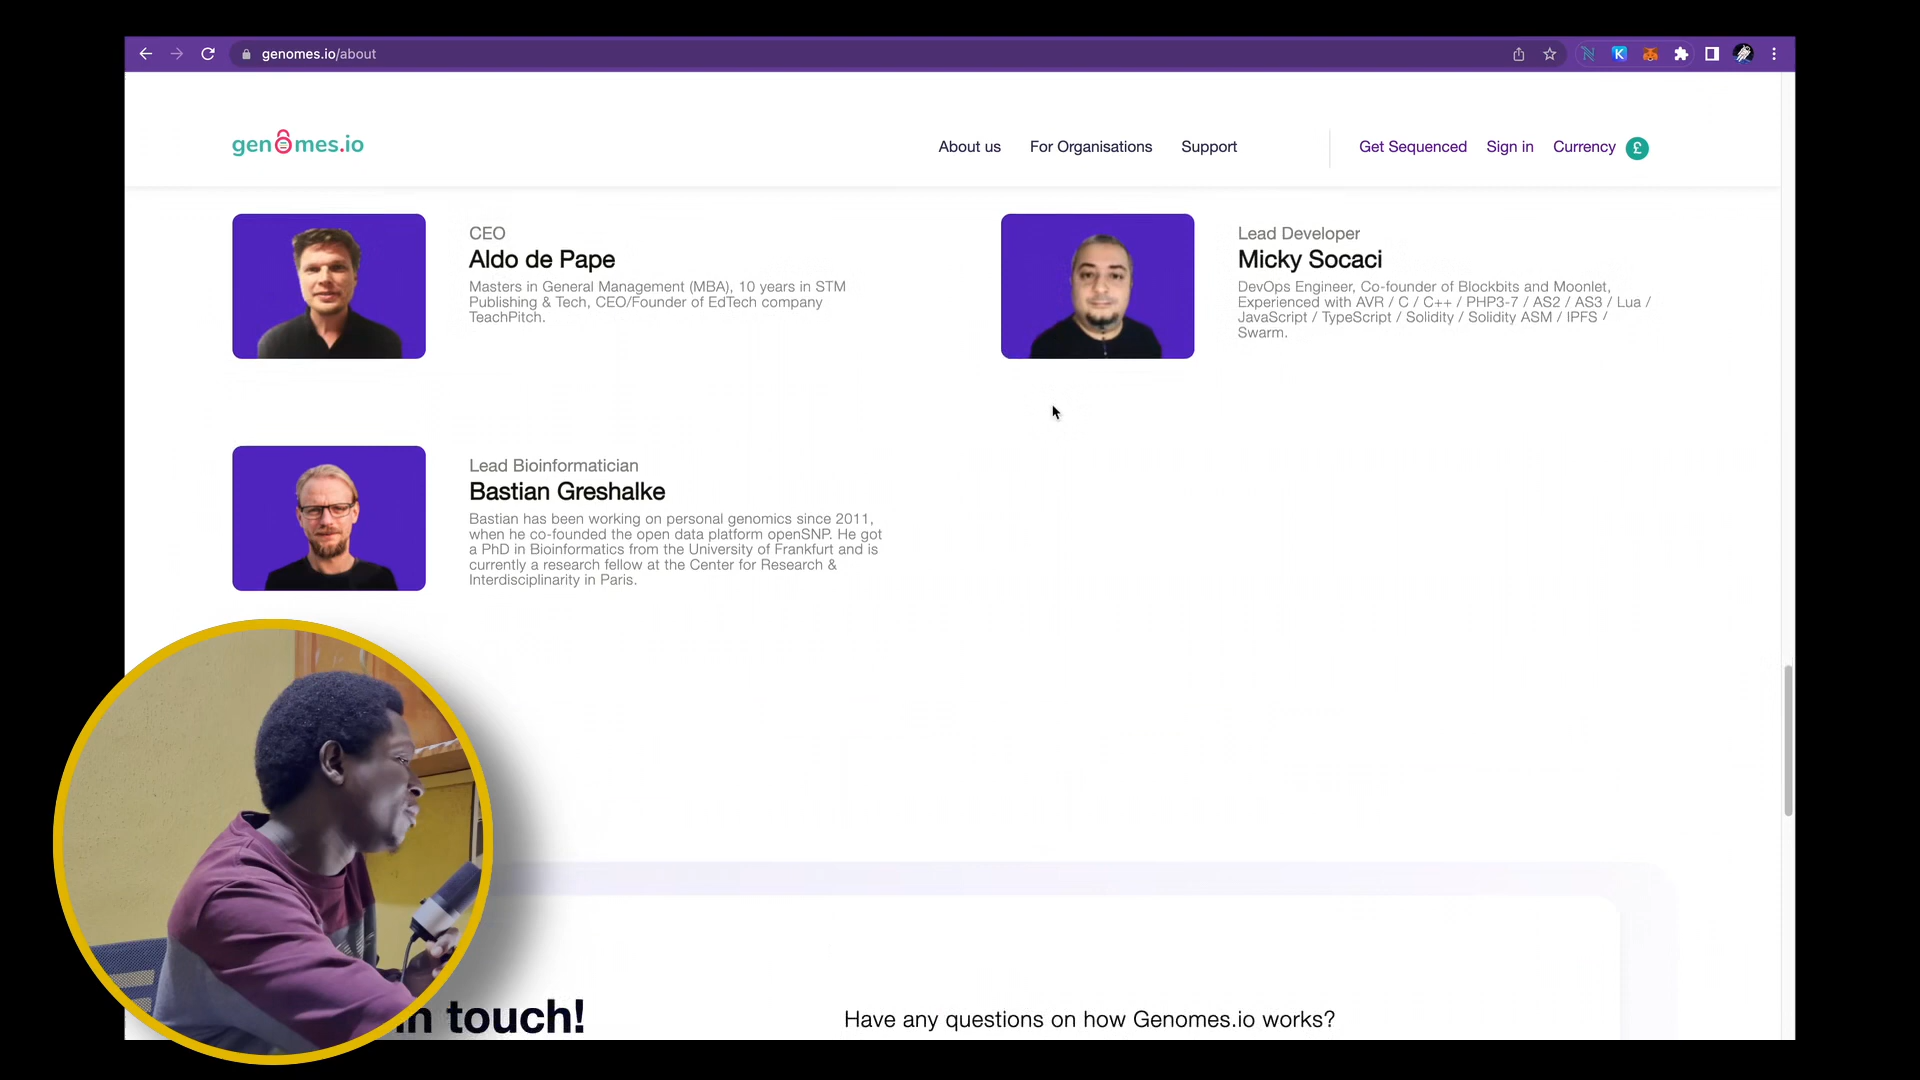 genomes.io/about
K
genomes.io
About us
For Organisations
Support
Get Sequenced
Sign in
Currency
£
CEO
Aldo de Pape
Masters in General Management (MBA), 10 years in STM
Publishing & Tech, CEO/Founder of EdTech company
TeachPitch.
Lead Developer
Micky Socaci
DevOps Engineer, Co-founder of Blockbits and Moonlet,
Experienced with AVR / C / C++ / PHP3-7 / AS2 / AS3 / Lua /
JavaScript / TypeScript / Solidity / Solidity ASM / IPFS /
Swarm.
Lead Bioinformatician
Bastian Greshalke
Bastian has been working on personal genomics since 2011,
when he co-founded the open data platform openSNP. He got
a PhD in Bioinformatics from the University of Frankfurt and is
currently a research fellow at the Center for Research &
Interdisciplinarity in Paris.
in touch!
Have any questions on how Genomes.io works?